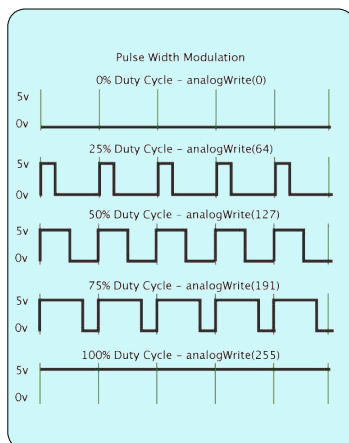 Pulse Width Modulation
0% Duty Cycle - analogWrite(0)
5v
0v
25% Duty Cycle - analogWrite(64)
5v
0v
50% Duty Cycle - analogWrite(127)
5v
0v
75% Duty Cycle - analogWrite(191)
5v
0v
100% Duty Cycle - analogWrite(255)
5v
0v